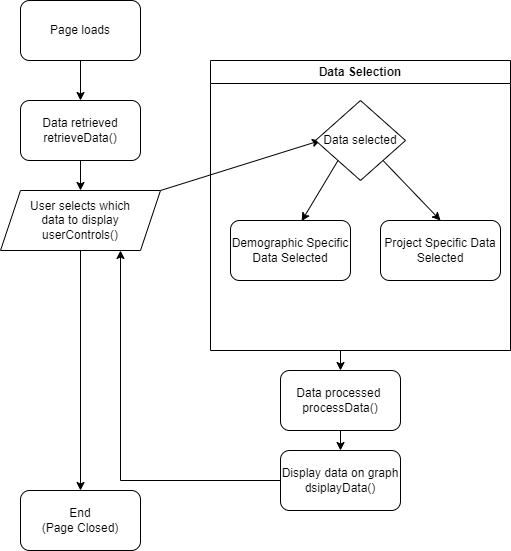 Page loads
Data retrieved
retrieveData()
User selects which
data to display
userControls()
Data Selection
Data selected
Demographic Specific
Data Selected
Project Specific Data
Selected
Data processed
processData()
Display data on graph
dsiplayData()
End
(Page Closed)